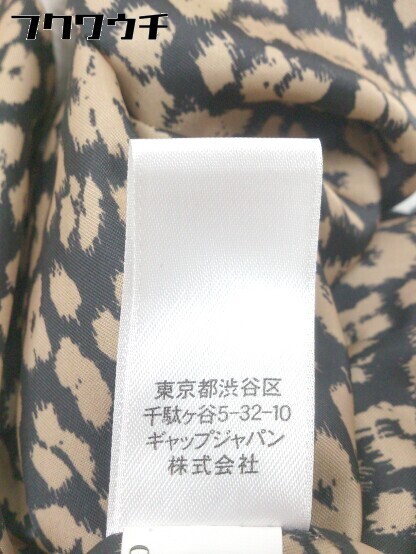 フクワウチ
東京都渋谷区
千駄ヶ谷5-32-10
ギャップジャパン
株式会社